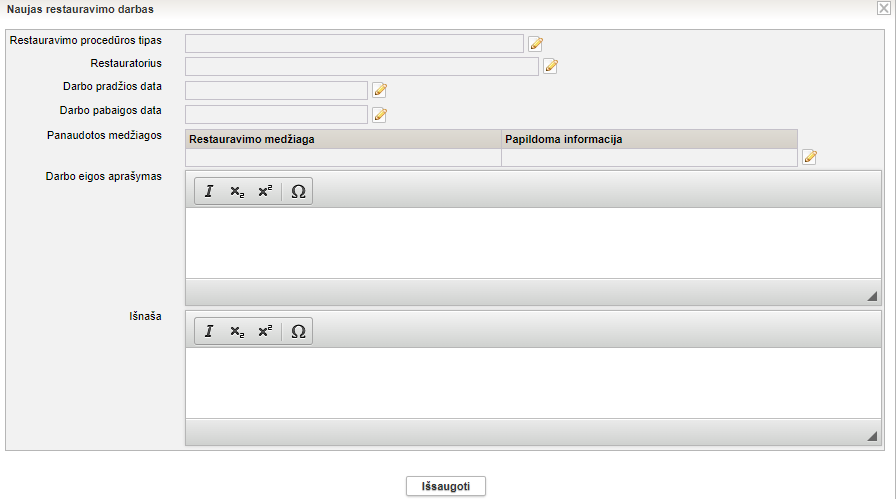 Naujas restauravimo darbas
Restauravimo procedūros tipas
Restauratorius
Darbo pradžios data
Darbo pabaigos data
Panaudotos medžiagos
Restauravimo medžiaga Papildoma informacija
Darbo eigos aprašymas
I x₂ x² Ω
Išnaša
I x₂ x² Ω
Išsaugoti